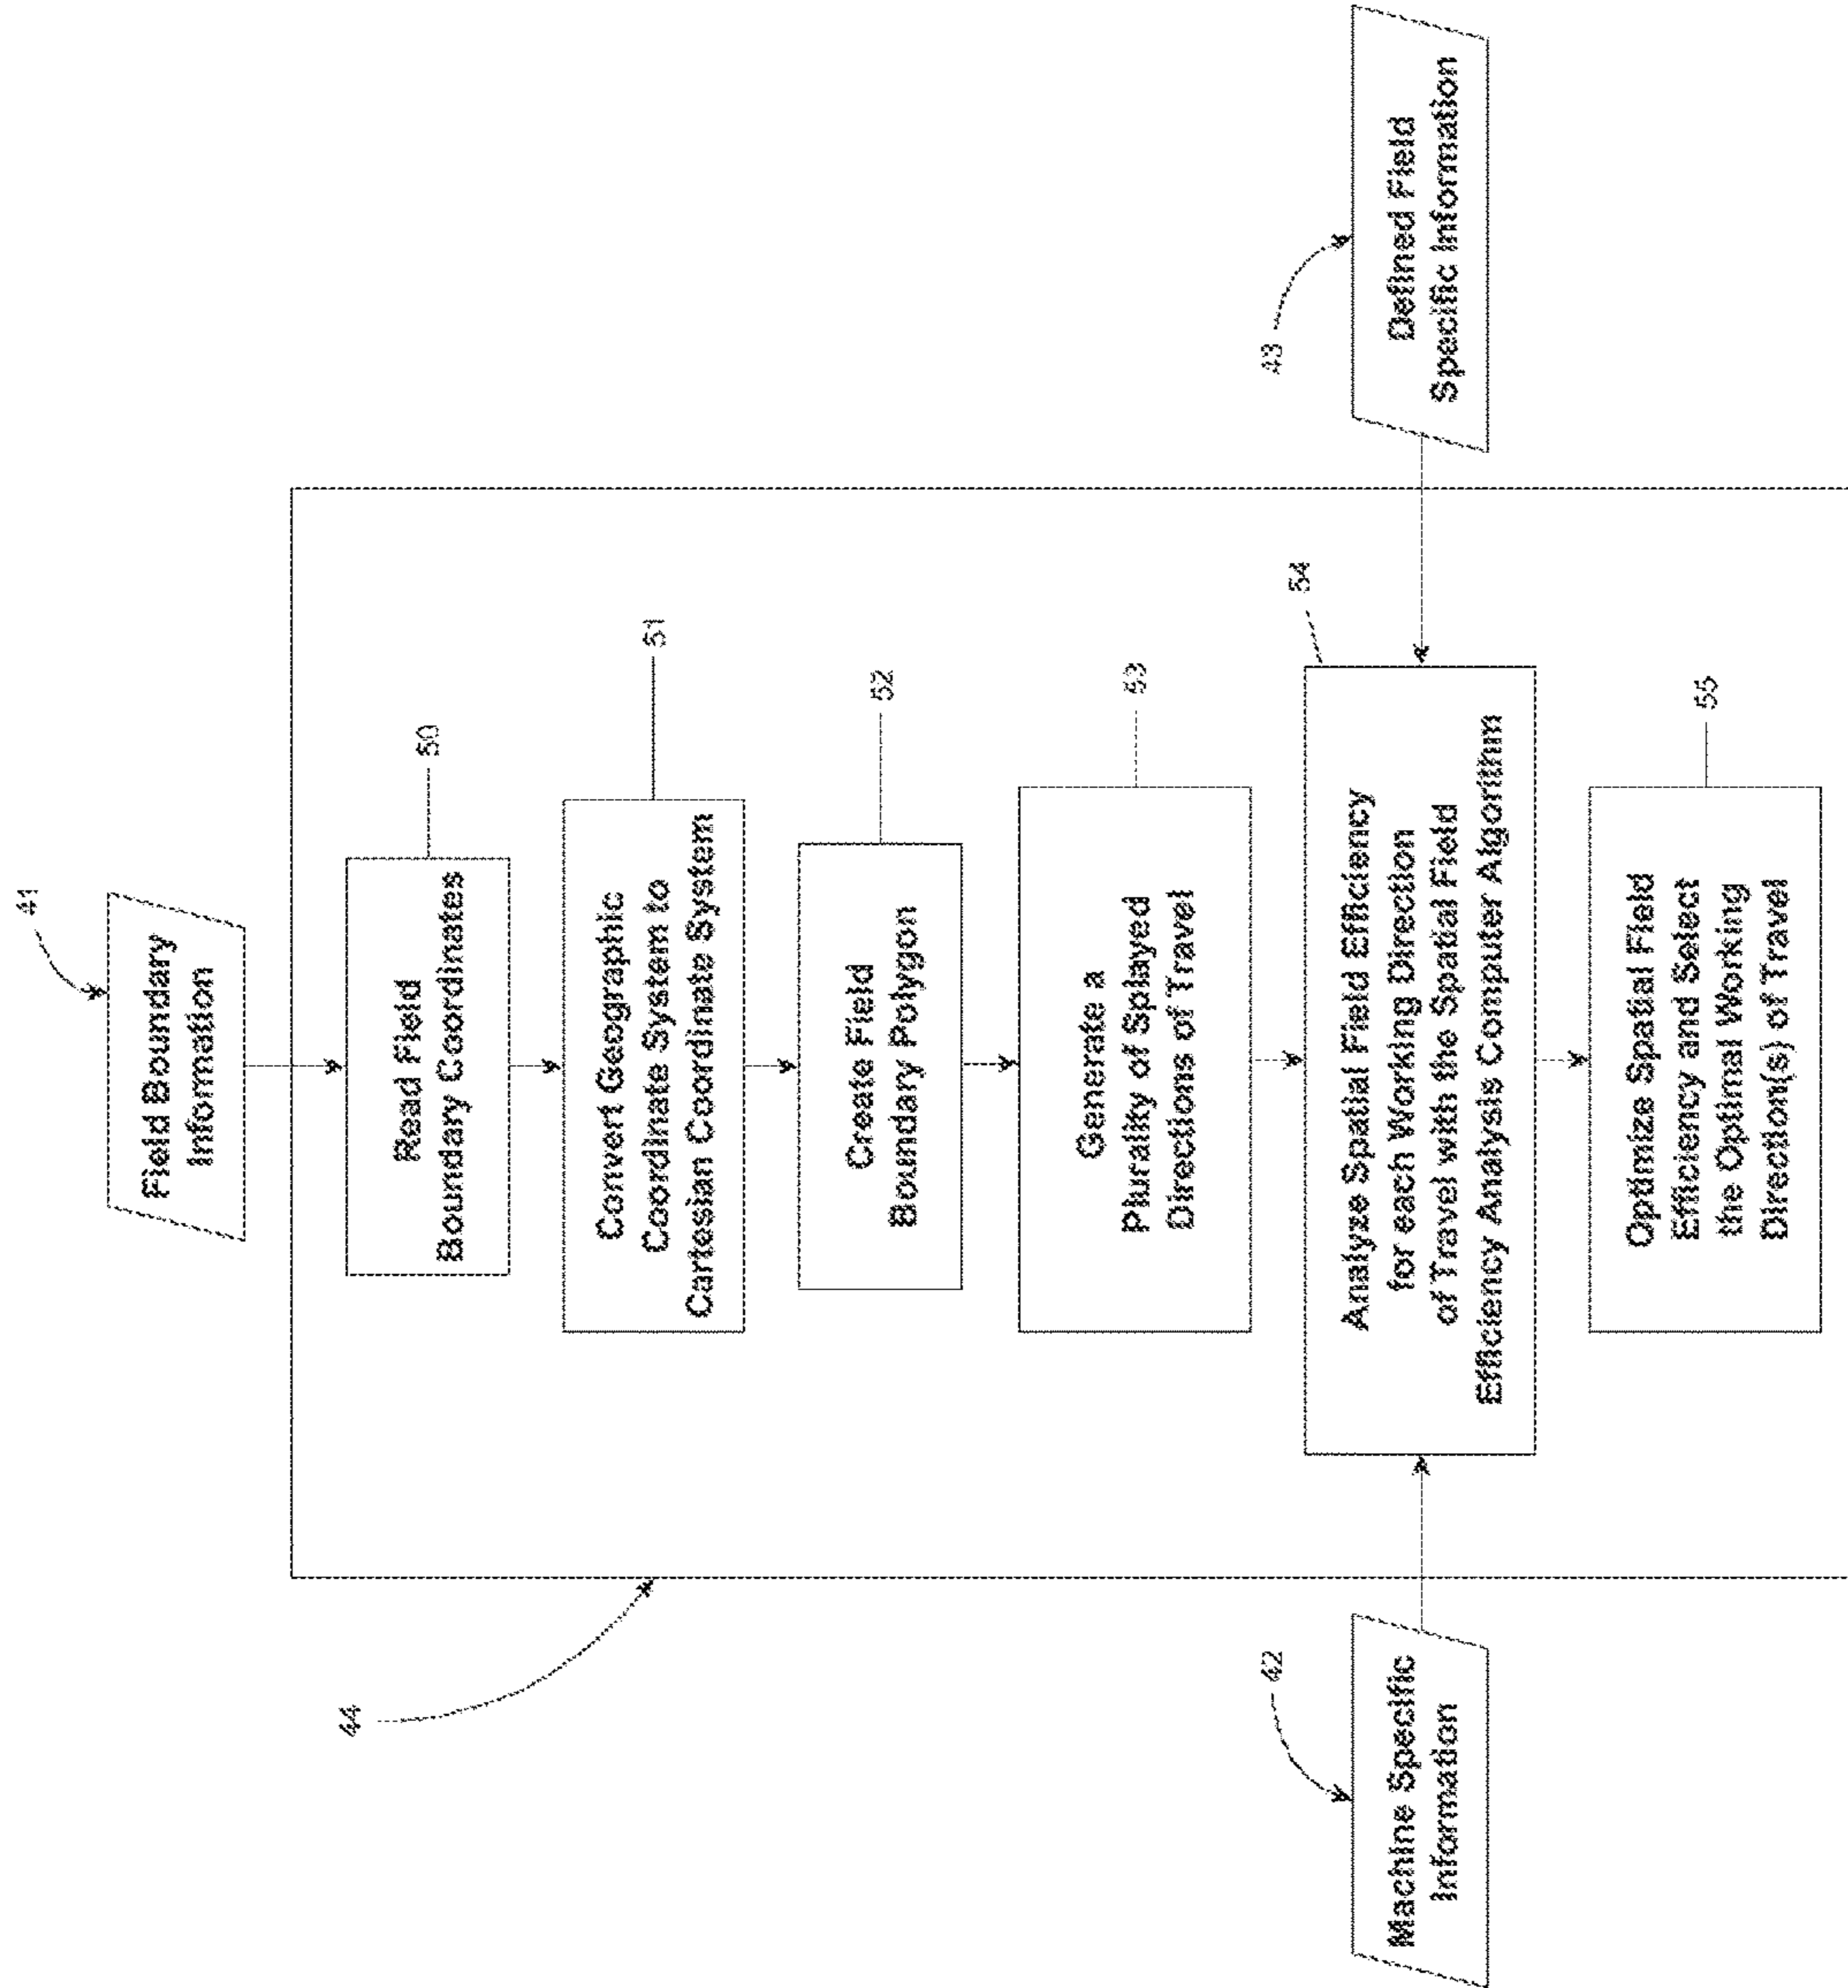 41
Field Boundary
Information
44
Read Field
Boundary Coordinates
50
Convert Geographic
Coordinate System to
Cartesian Coordinate System
51
Create Field
Boundary Polygon
52
Generate a
Plurality of Splayed
Directions of Travel
53
42
Machine Specific
Information
Analyze Spatial Field Efficiency
for each Working Direction
of Travel with the Spatial Field
Efficiency Analysis Computer Algorithm
54
43
Defined Field
Specific Information
Optimize Spatial Field
Efficiency and Select
the Optimal Working
Direction(s) of Travel
55